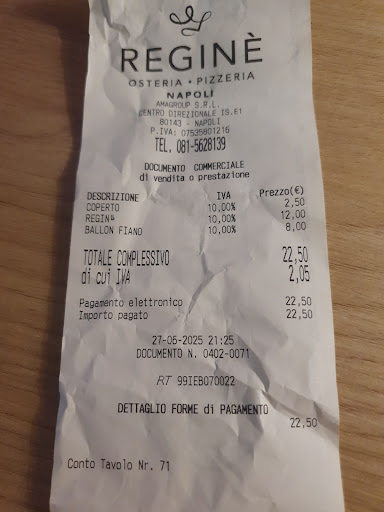 REGINÈ
OSTERIA • PIZZERIA
NAPOLI
AMAGROUP S.R.L.
CENTRO DIREZIONALE IS.E1
80143 - NAPOLI
P.IVA: 07535801216
TEL. 081-5628139
DOCUMENTO COMMERCIALE
di vendita o prestazione
DESCRIZIONE IVA Prezzo(€)
COPERTO 10,00% 2,50
REGIN 10,00% 12,00
BALLON FIANO 10,00% 8,00
TOTALE COMPLESSIVO 22,50
di cui IVA 2,05
Pagamento elettronico 22,50
Importo pagato 22,50
27-05-2025 21:25
DOCUMENTO N. 0402-0071
RT 99IEB070022
DETTAGLIO FORME di PAGAMENTO
22,50
Conto Tavolo Nr. 71